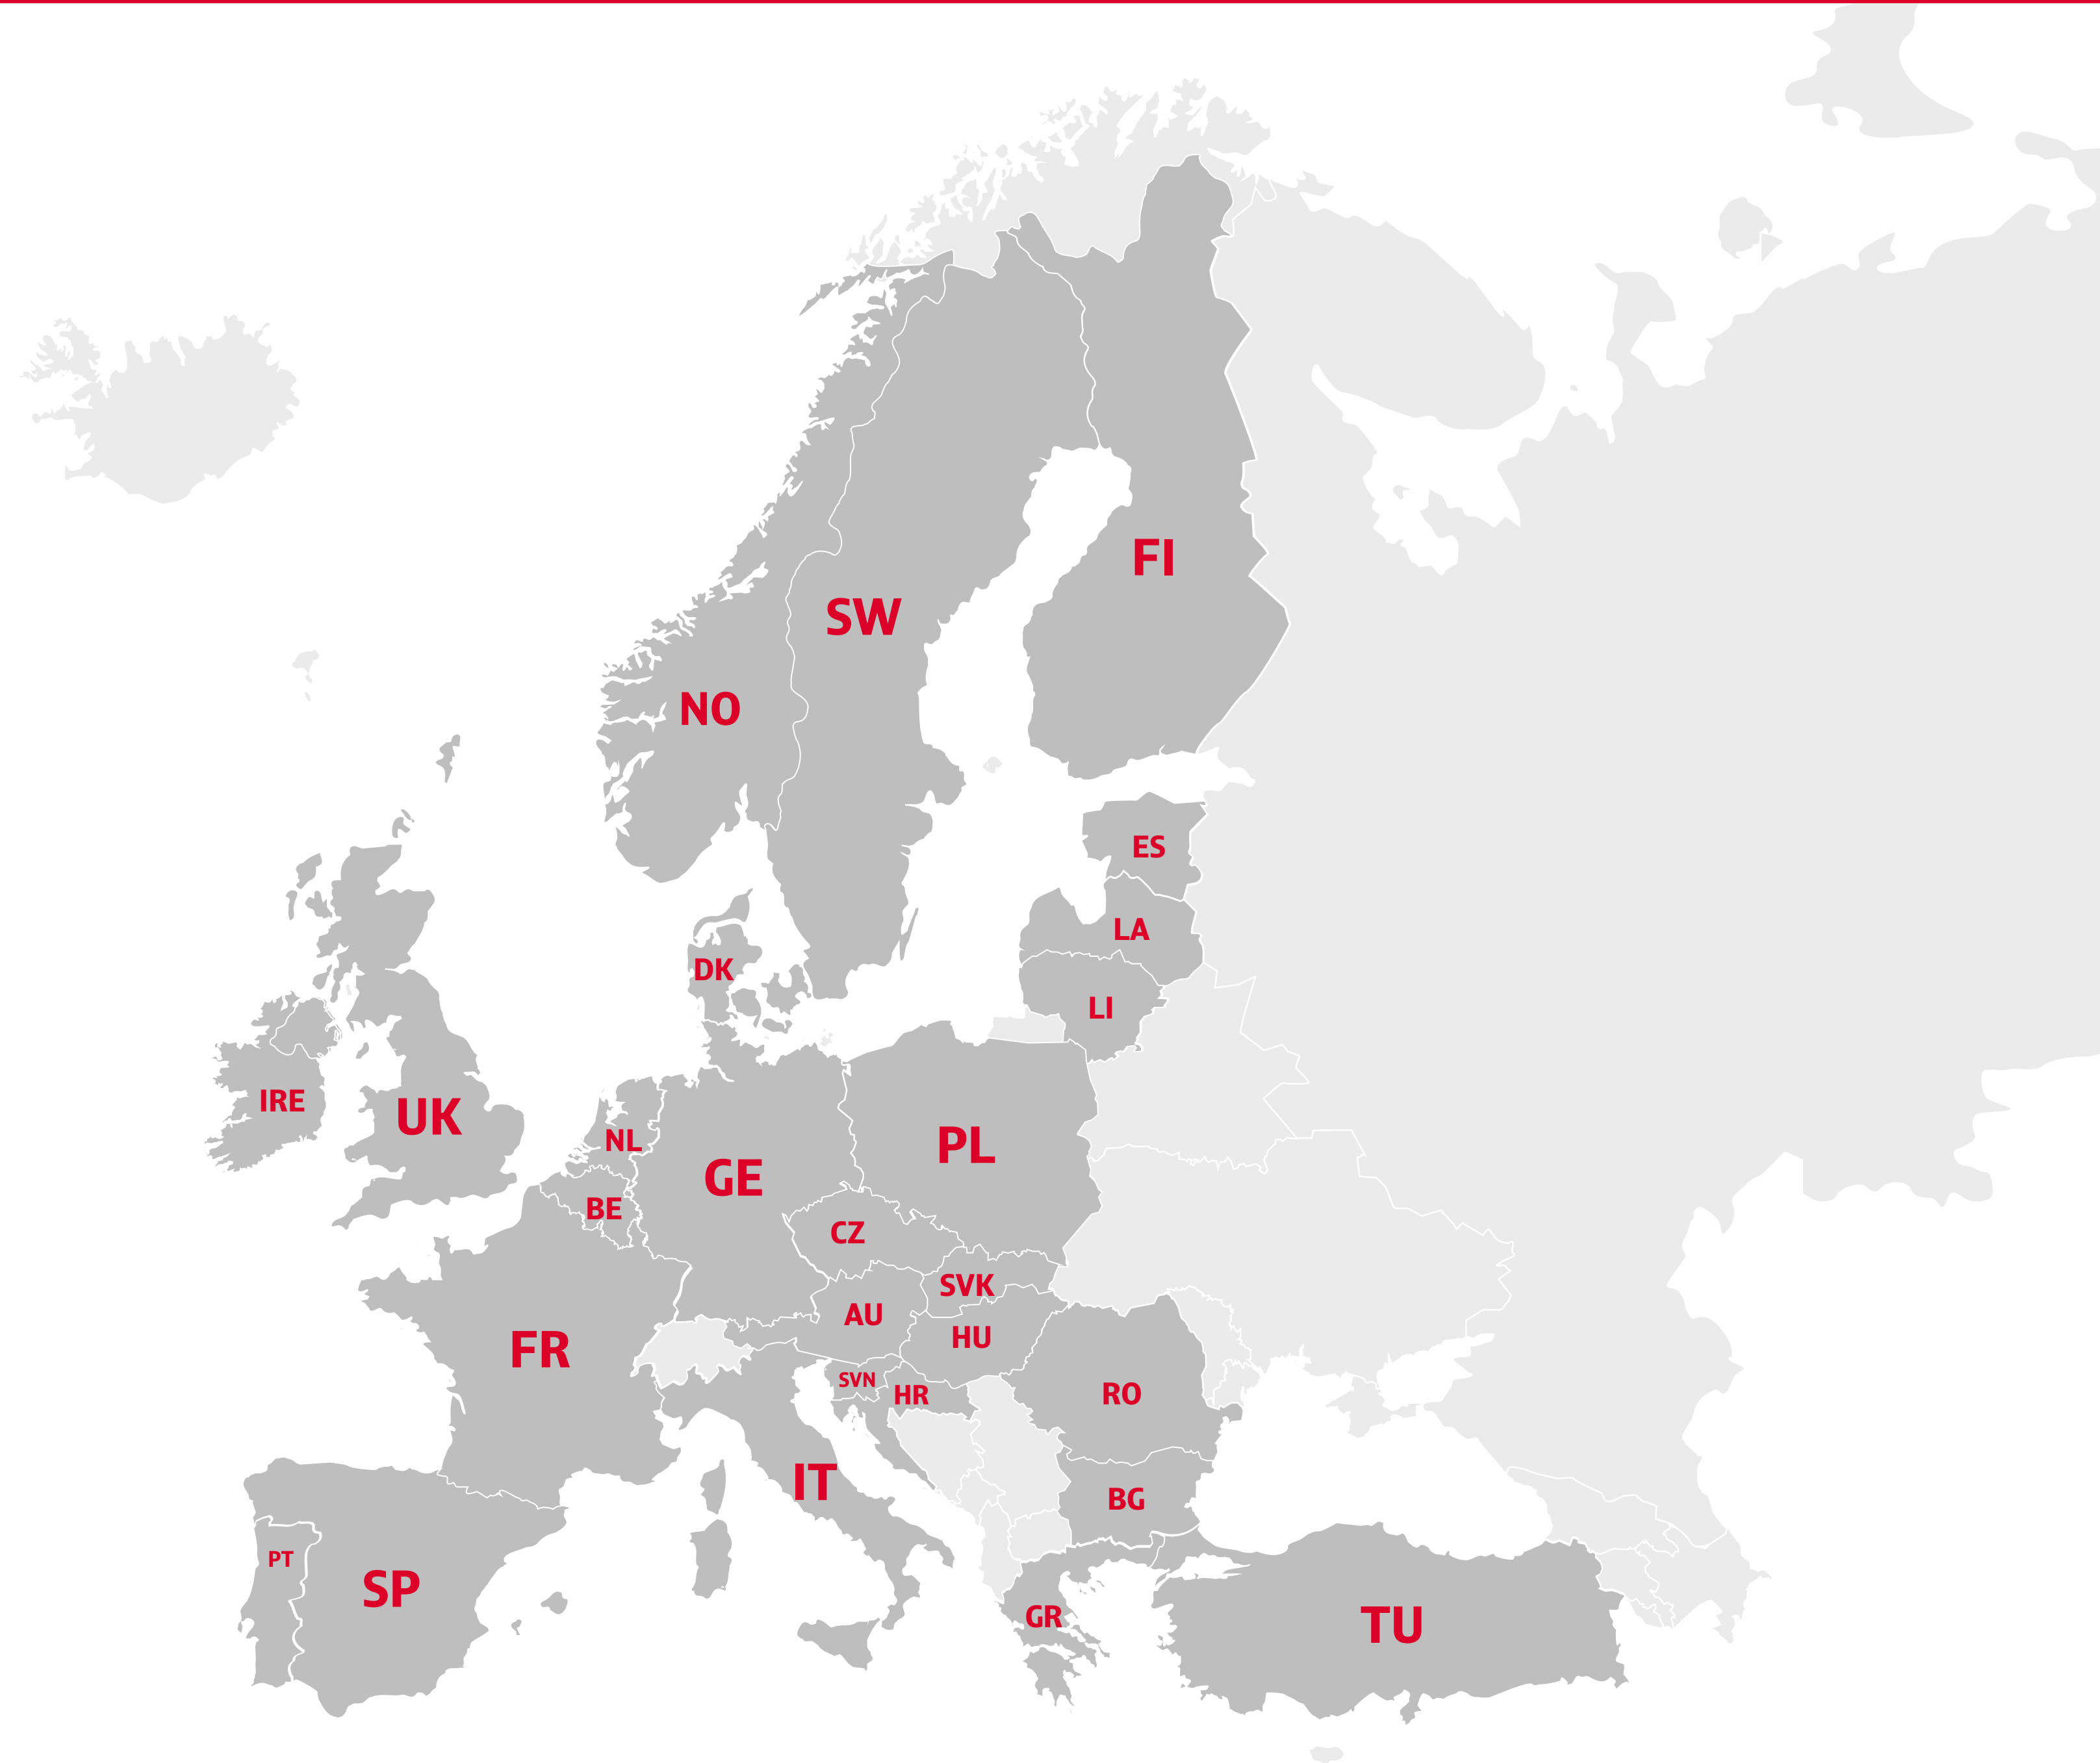 FI
SW
NO
ES
LA
DK
LI
IRE
UK
NL
PL
GE
BE
CZ
SVK
AU
HU
FR
SVN
HR
RO
IT
BG
PT
SP
GR
TU